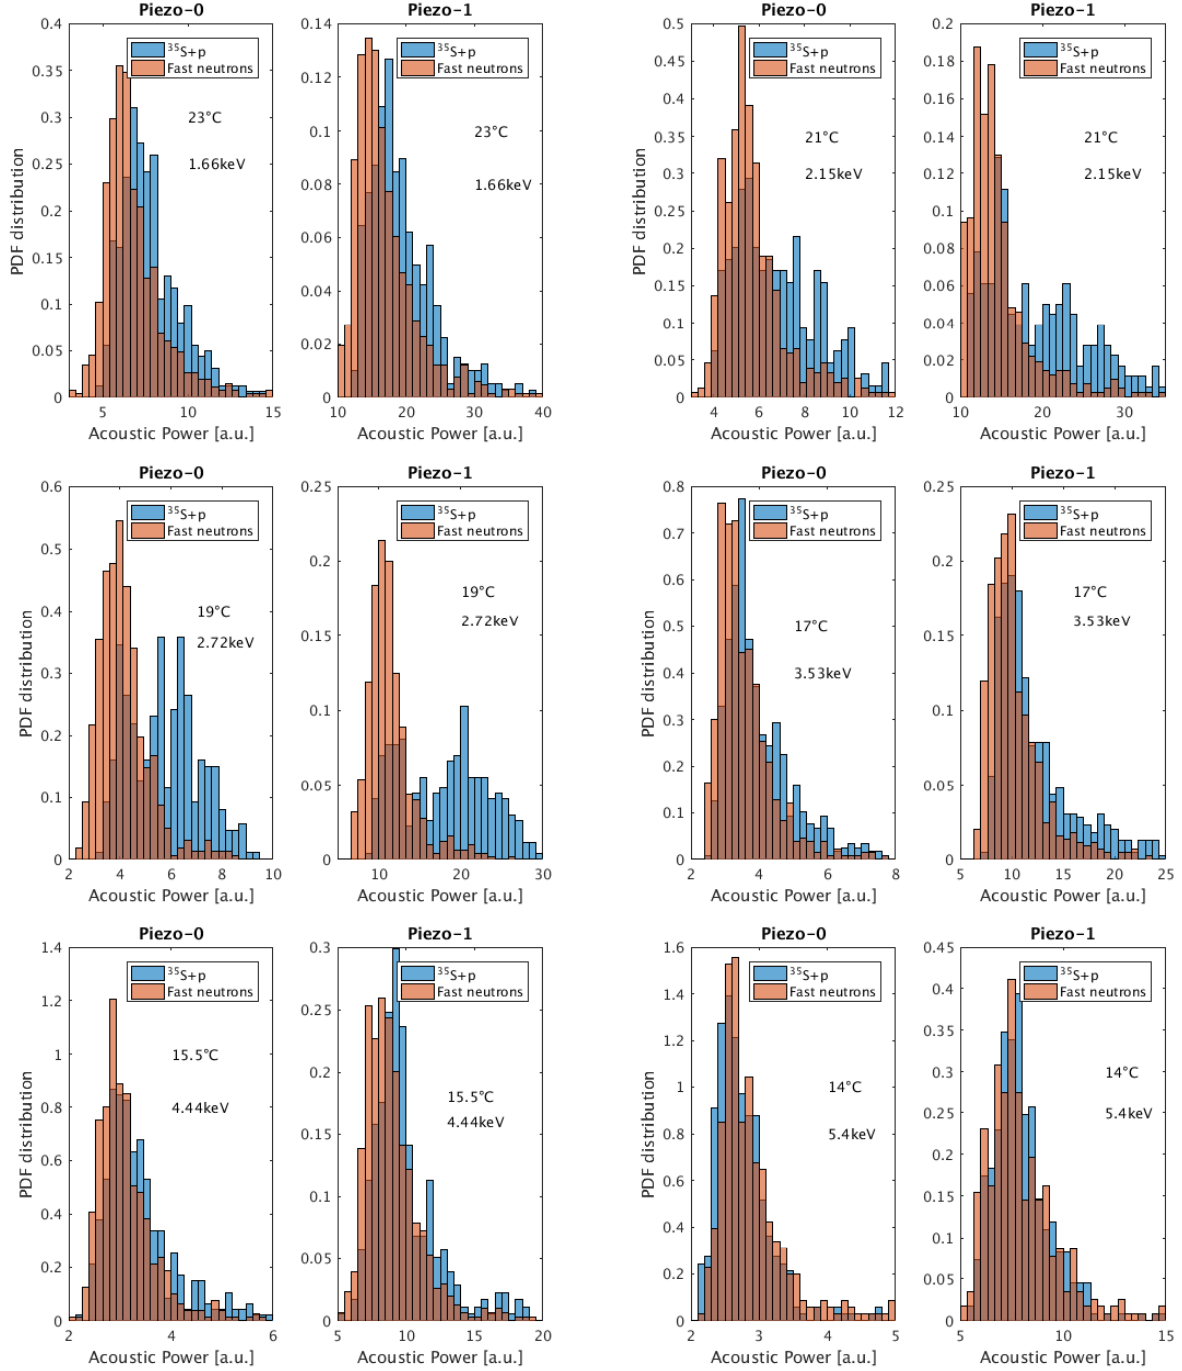 Piezo-0
PDF distribution
0.4
0.35
0.3
0.25
0.2
0.15
0.1
0.05
0
35S+p
Fast neutrons
23°C
1.66keV
5
10
15
Acoustic Power [a.u.]
Piezo-1
0.14
0.12
0.1
0.08
0.06
0.04
0.02
0
35S+p
Fast neutrons
23°C
1.66keV
10
20
30
40
Acoustic Power [a.u.]
Piezo-0
PDF distribution
0.5
0.45
0.4
0.35
0.3
0.25
0.2
0.15
0.1
0.05
0
35S+p
Fast neutrons
21°C
2.15keV
4
6
8
10
12
Acoustic Power [a.u.]
Piezo-1
0.2
0.18
0.16
0.14
0.12
0.1
0.08
0.06
0.04
0.02
0
35S+p
Fast neutrons
21°C
2.15keV
10
20
30
Acoustic Power [a.u.]
Piezo-0
PDF distribution
0.6
0.5
0.4
0.3
0.2
0.1
0
35S+p
Fast neutrons
19°C
2.72keV
2
4
6
8
10
Acoustic Power [a.u.]
Piezo-1
0.25
0.2
0.15
0.1
0.05
0
35S+p
Fast neutrons
19°C
2.72keV
10
20
30
Acoustic Power [a.u.]
Piezo-0
PDF distribution
0.8
0.7
0.6
0.5
0.4
0.3
0.2
0.1
0
35S+p
Fast neutrons
17°C
3.53keV
2
4
6
8
Acoustic Power [a.u.]
Piezo-1
0.25
0.2
0.15
0.1
0.05
0
35S+p
Fast neutrons
17°C
3.53keV
5
10
15
20
25
Acoustic Power [a.u.]
Piezo-0
PDF distribution
1.4
1.2
1
0.8
0.6
0.4
0.2
0
35S+p
Fast neutrons
15.5°C
4.44keV
2
4
6
Acoustic Power [a.u.]
Piezo-1
0.3
0.25
0.2
0.15
0.1
0.05
0
35S+p
Fast neutrons
15.5°C
4.44keV
5
10
15
20
Acoustic Power [a.u.]
Piezo-0
PDF distribution
1.6
1.4
1.2
1
0.8
0.6
0.4
0.2
0
35S+p
Fast neutrons
14°C
5.4keV
2
3
4
5
Acoustic Power [a.u.]
Piezo-1
0.45
0.4
0.35
0.3
0.25
0.2
0.15
0.1
0.05
0
35S+p
Fast neutrons
14°C
5.4keV
5
10
15
Acoustic Power [a.u.]